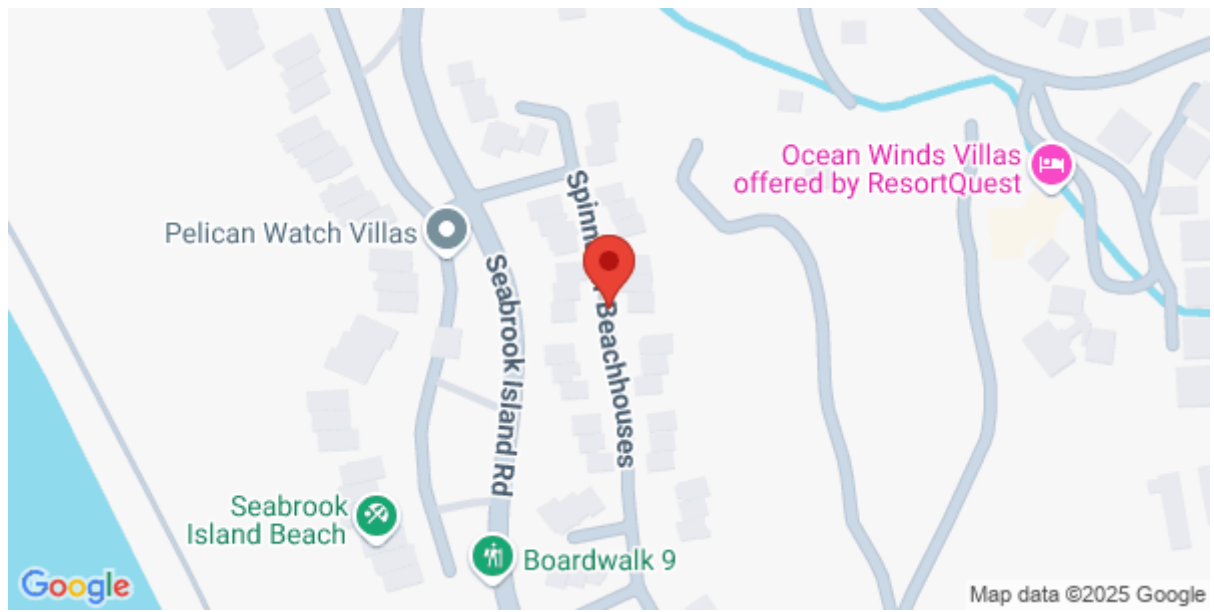 Ocean Winds Villas
offered by ResortQuest
Pelican Watch Villas
Seabrook Island Rd
Beachhouses
Seabrook
Island Beach
Boardwalk 9
Google
Map data ©2025 Google